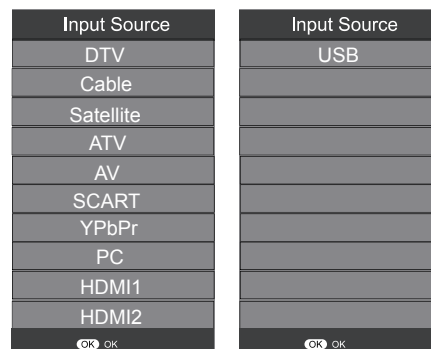 Input Source
DTV
Cable
Satellite
ATV
AV
SCART
YPbPr
PC
HDMI1
HDMI2
OK OK
Input Source
USB
OK OK